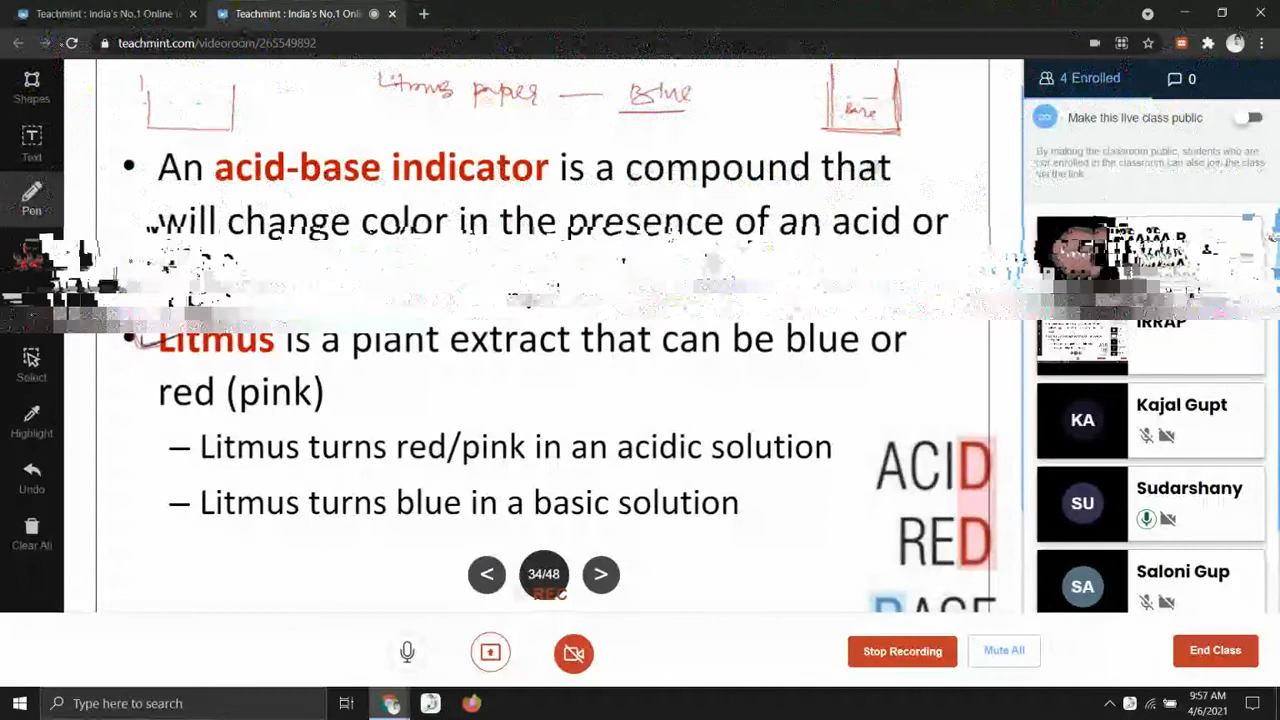 Teachmint : India's No.1 Online
Teachmint : India's No.1 Onli
teachmint.com/videoroom/265549892
Shapes
Text
Pen
Select
Highlight
Undo
Clear All
Litmus paper — Blue
Base
• An acid-base indicator is a compound that
will change color in the presence of an acid or
• Litmus is a plant extract that can be blue or
red (pink)
– Litmus turns red/pink in an acidic solution
– Litmus turns blue in a basic solution
ACID
RED
BASE
<
34/48
>
REC
4 Enrolled
0
Make this live class public
By making the classroom public, students who are
not enrolled in the classroom can also join the class
via the link
KA
Kajal Gupt
SU
Sudarshany
SA
Saloni Gup
Stop Recording
Mute All
End Class
Type here to search
9:57 AM
4/6/2021